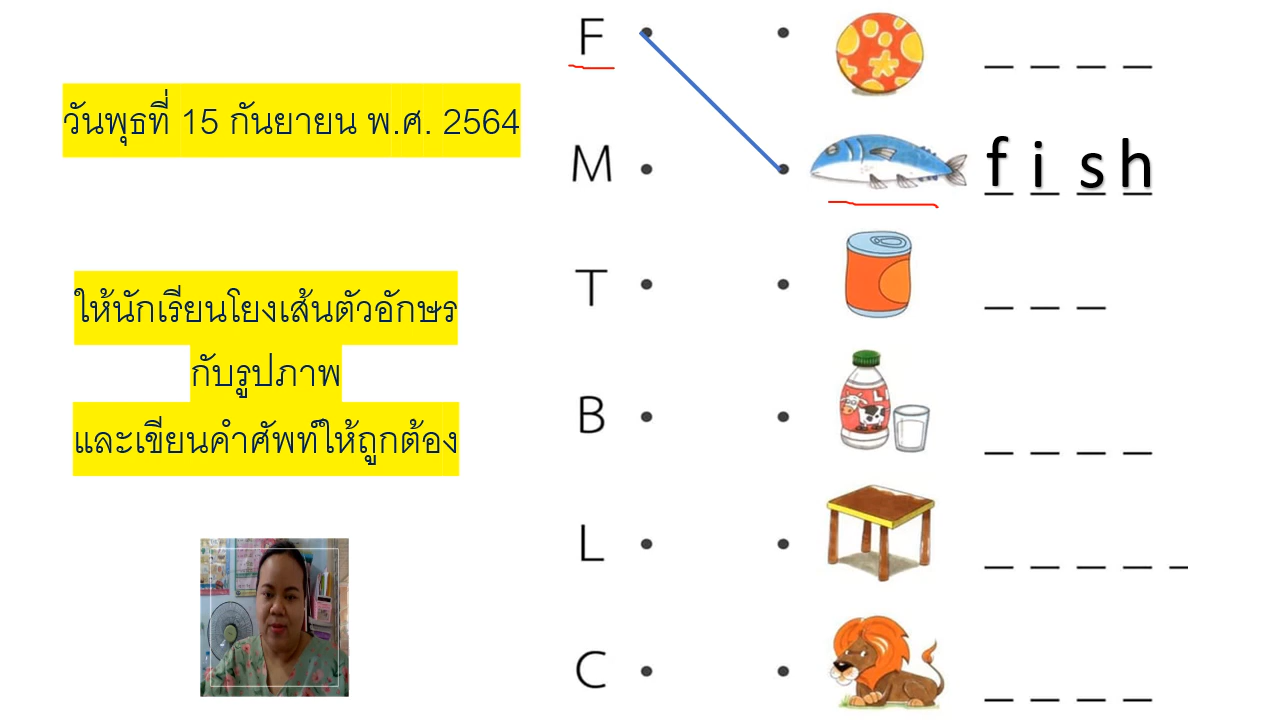 วันพุธที่ 15 กันยายน พ.ศ. 2564
ให้นักเรียนโยงเส้นตัวอักษร
กับรูปภาพ
และเขียนคำศัพท์ให้ถูกต้อง
F
M
fish
T
B
L
C